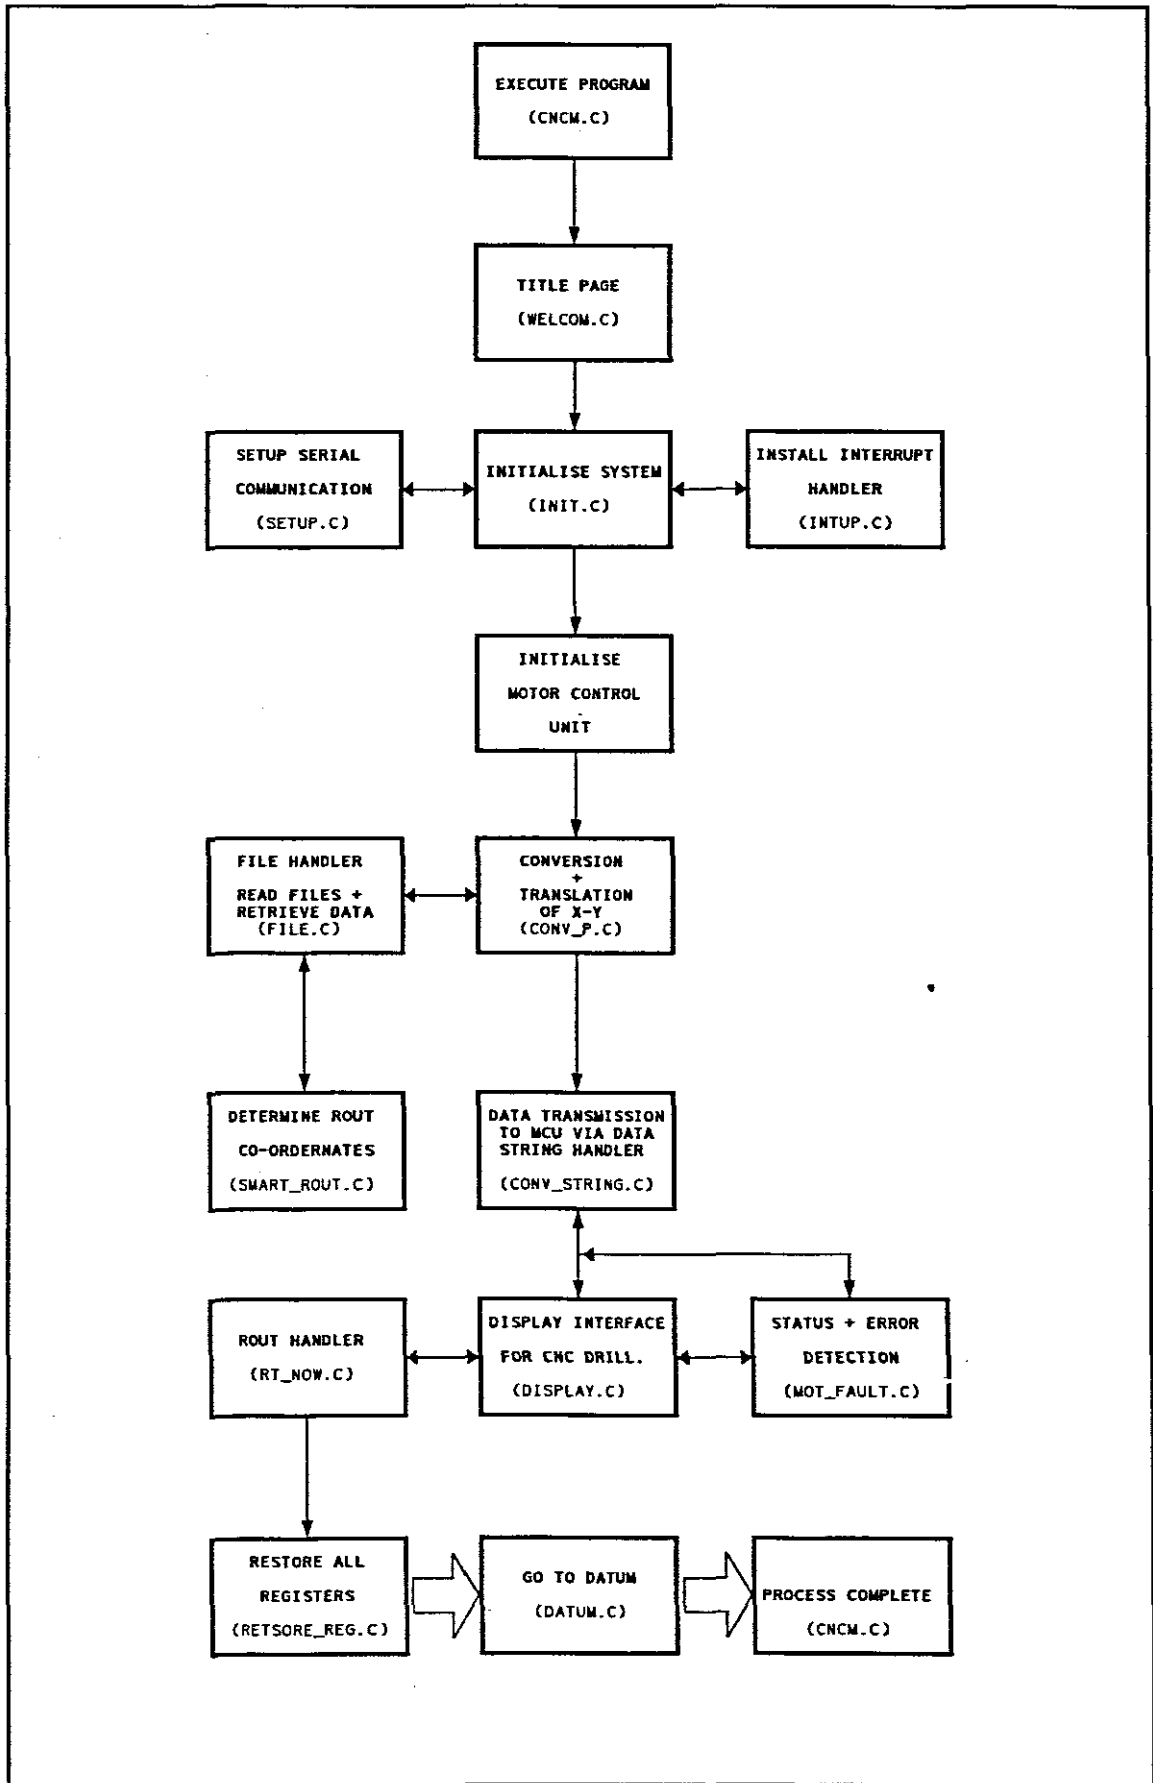 EXECUTE PROGRAM
(CNCM.C)
TITLE PAGE
(WELCOM.C)
SETUP SERIAL
COMMUNICATION
(SETUP.C)
INITIALISE SYSTEM
(INIT.C)
INSTALL INTERRUPT
HANDLER
(INTUP.C)
INITIALISE
MOTOR CONTROL
UNIT
FILE HANDLER
READ FILES +
RETRIEVE DATA
(FILE.C)
CONVERSION
+
TRANSLATION
OF X-Y
(CONV_P.C)
DETERMINE ROUT
CO-ORDERNATES
(SMART_ROUT.C)
DATA TRANSMISSION
TO MCU VIA DATA
STRING HANDLER
(CONV_STRING.C)
ROUT HANDLER
(RT_NOW.C)
DISPLAY INTERFACE
FOR CNC DRILL.
(DISPLAY.C)
STATUS + ERROR
DETECTION
(MOT_FAULT.C)
RESTORE ALL
REGISTERS
(RETSORE_REG.C)
GO TO DATUM
(DATUM.C)
PROCESS COMPLETE
(CNCM.C)